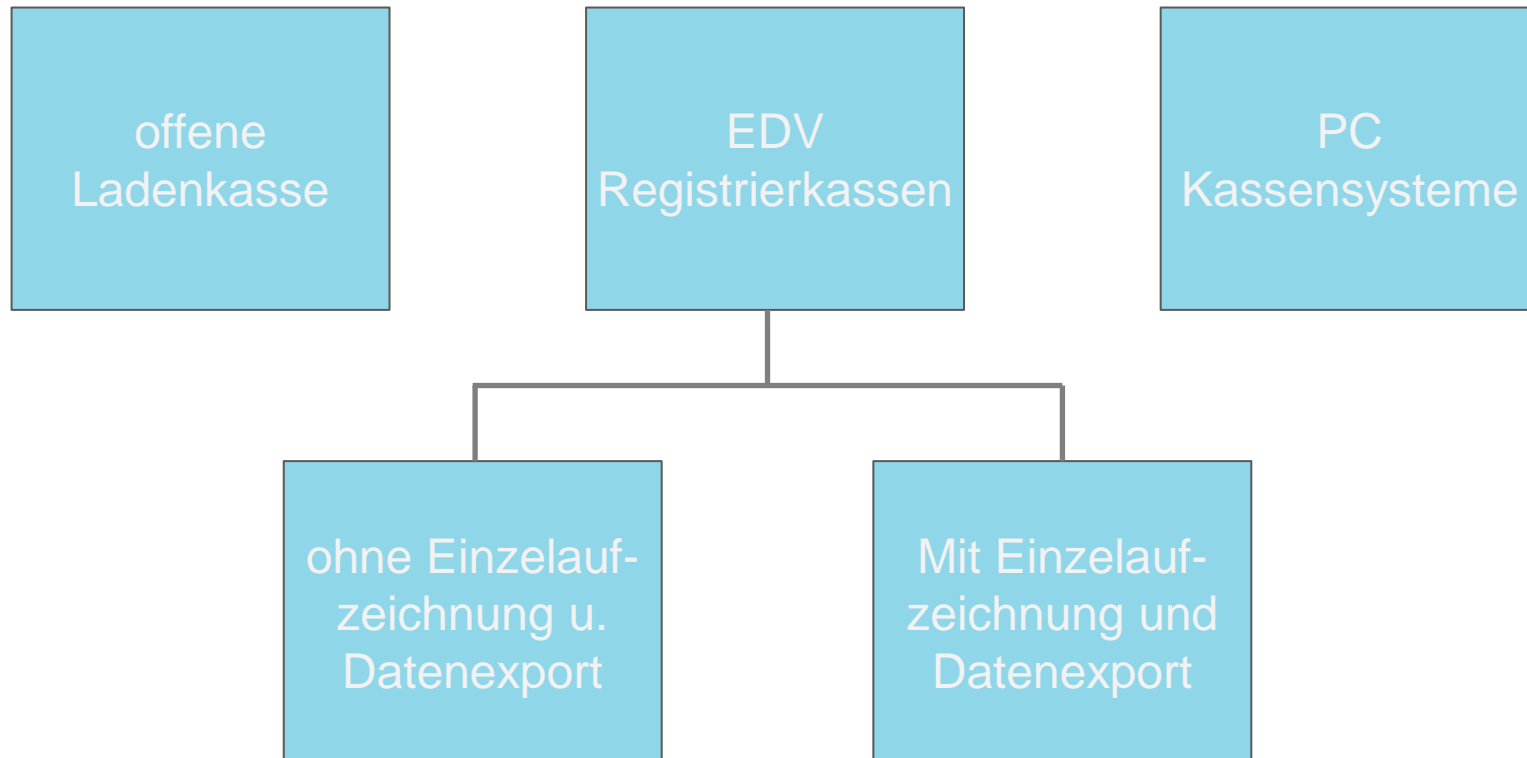 offene
Ladenkasse
EDV
Registrierkassen
PC
Kassensysteme
ohne Einzelauf-
zeichnung u.
Datenexport
Mit Einzelauf-
zeichnung und
Datenexport